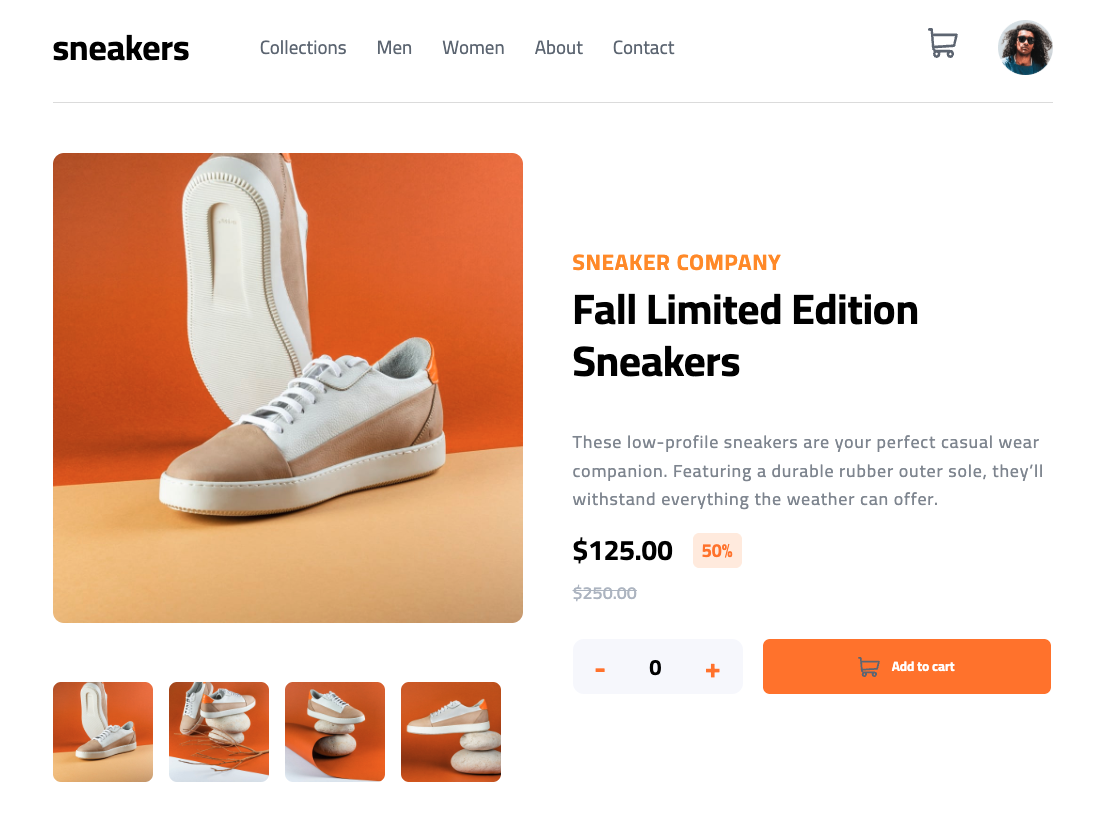 sneakers
Collections Men Women About Contact
SNEAKER COMPANY
Fall Limited Edition
Sneakers
These low-profile sneakers are your perfect casual wear
companion. Featuring a durable rubber outer sole, they’ll
withstand everything the weather can offer.
$125.00 50%
$250.00
- 0 + Add to cart